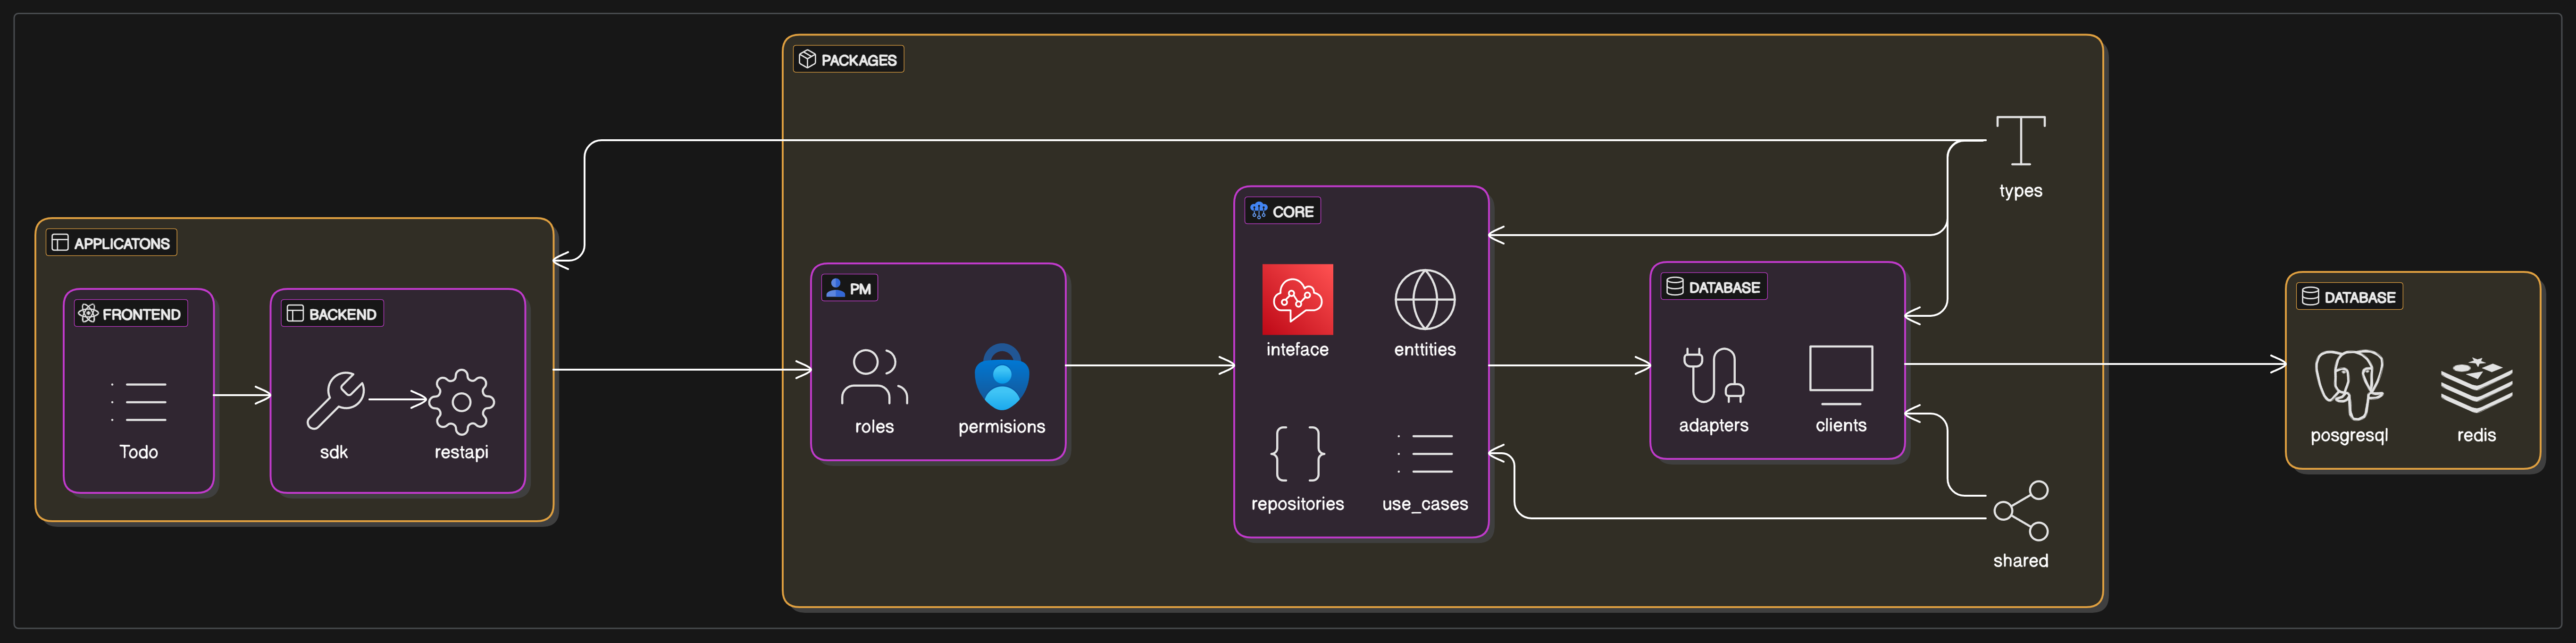 PACKAGES
types
CORE
APPLICATONS
PM
DATABASE
DATABASE
FRONTEND
BACKEND
inteface
enttities
roles
permisions
adapters
clients
posgresql
redis
Todo
sdk
restapi
repositories
use_cases
shared